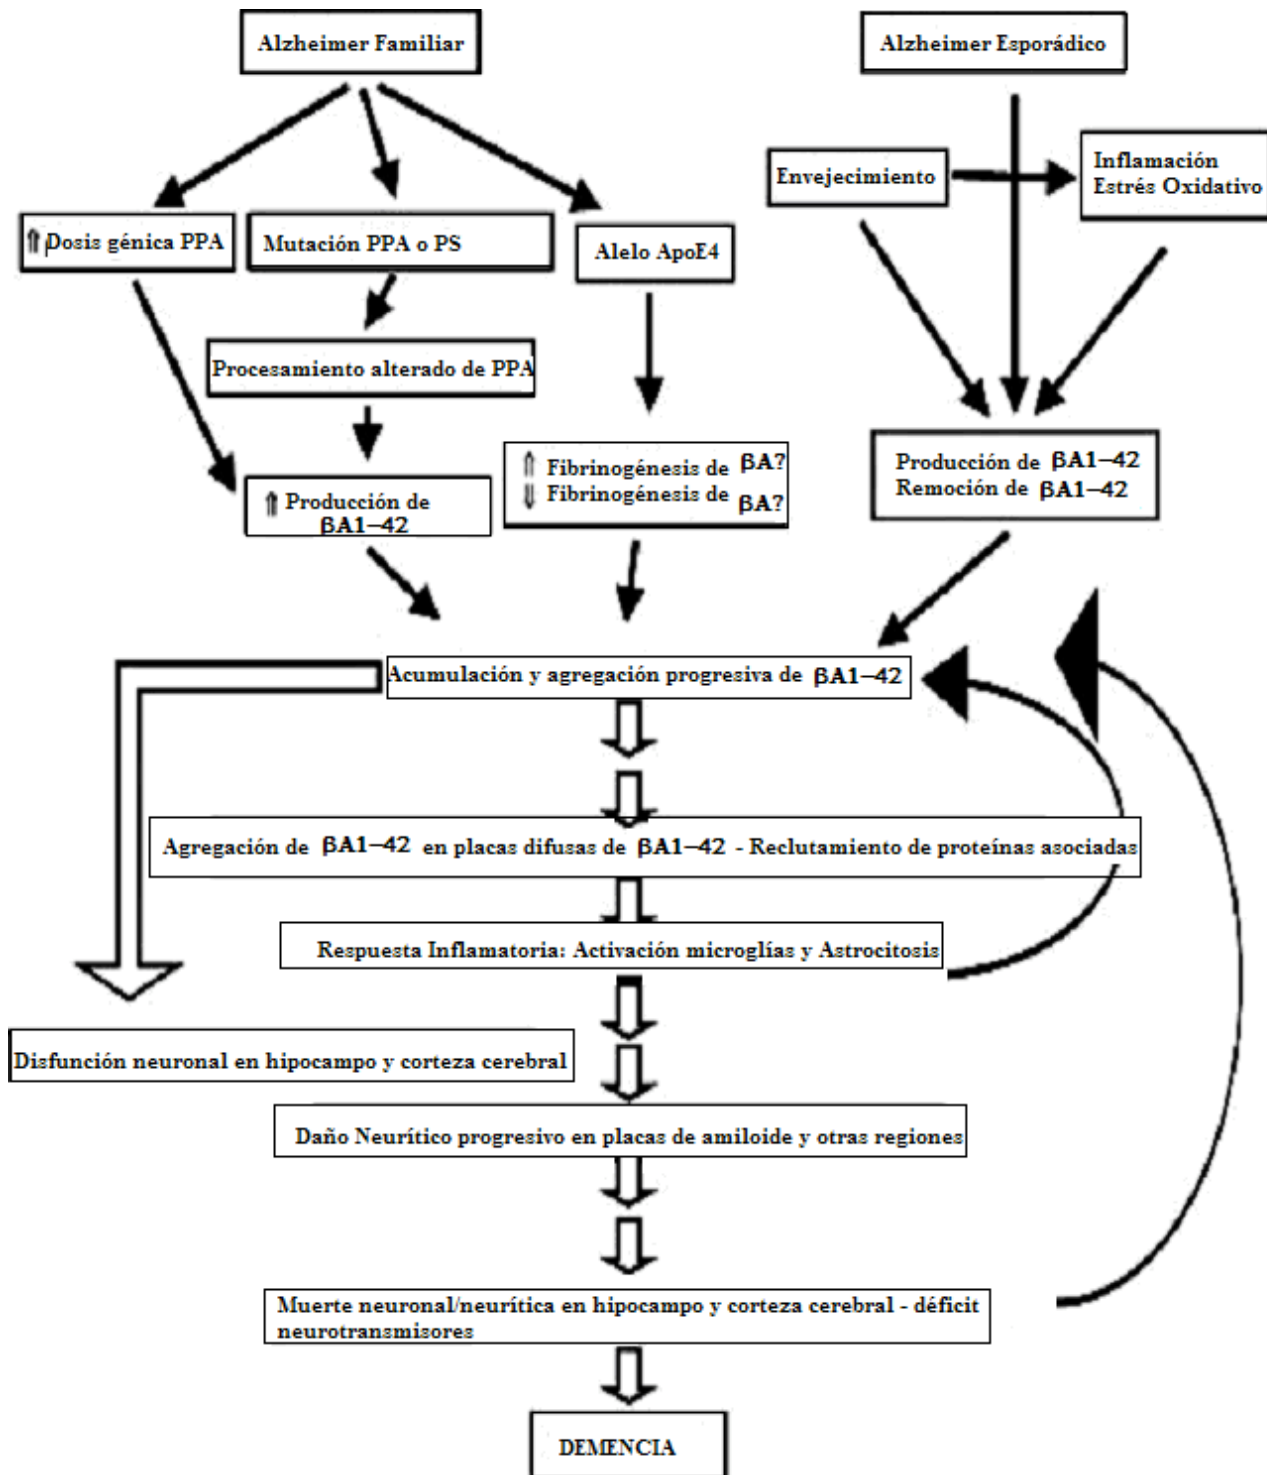 Alzheimer Familiar
Alzheimer Esporádico
Envejecimiento
Inflamación
Estrés Oxidativo
⇑ Dosis génica PPA
Mutación PPA o PS
Alelo ApoE4
Procesamiento alterado de PPA
⇑ Producción de
βA1–42
⇑ Fibrinogénesis de βA?
⇓ Fibrinogénesis de βA?
Producción de βA1–42
Remoción de βA1–42
Acumulación y agregación progresiva de βA1–42
Agregación de βA1–42 en placas difusas de βA1–42 - Reclutamiento de proteínas asociadas
Respuesta Inflamatoria: Activación microglías y Astrocitosis
Disfunción neuronal en hipocampo y corteza cerebral
Daño Neurítico progresivo en placas de amiloide y otras regiones
Muerte neuronal/neurítica en hipocampo y corteza cerebral - déficit
neurotransmisores
DEMENCIA